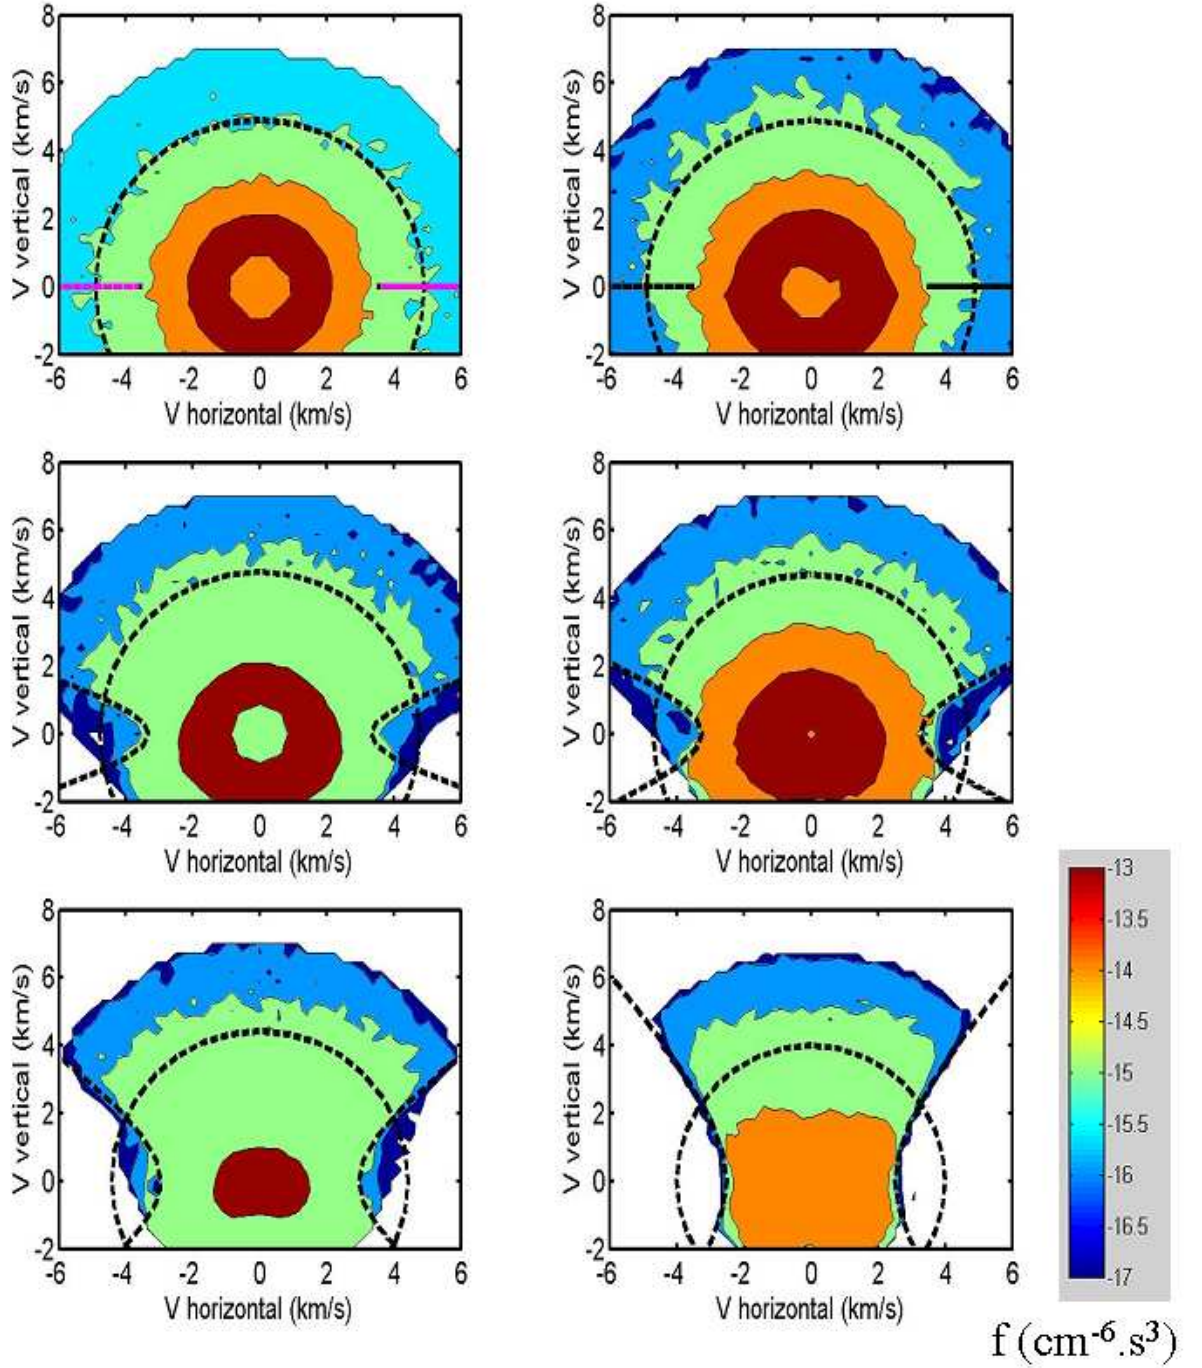 8 8
6 6
4 4
2 2
0 0
-2 -2
-6 -4 -2 0 2 4 6 -6 -4 -2 0 2 4 6
V vertical (km/s) V vertical (km/s)
V horizontal (km/s) V horizontal (km/s)
8 8
6 6
4 4
2 2
0 0
-2 -2
-6 -4 -2 0 2 4 6 -6 -4 -2 0 2 4 6
V vertical (km/s) V vertical (km/s)
V horizontal (km/s) V horizontal (km/s)
8 8
6 6
4 4
2 2
0 0
-2 -2
-6 -4 -2 0 2 4 6 -6 -4 -2 0 2 4 6
V vertical (km/s) V vertical (km/s)
V horizontal (km/s) V horizontal (km/s)
-13
-13.5
-14
-14.5
-15
-15.5
-16
-16.5
-17
f (cm⁻⁶.s³)